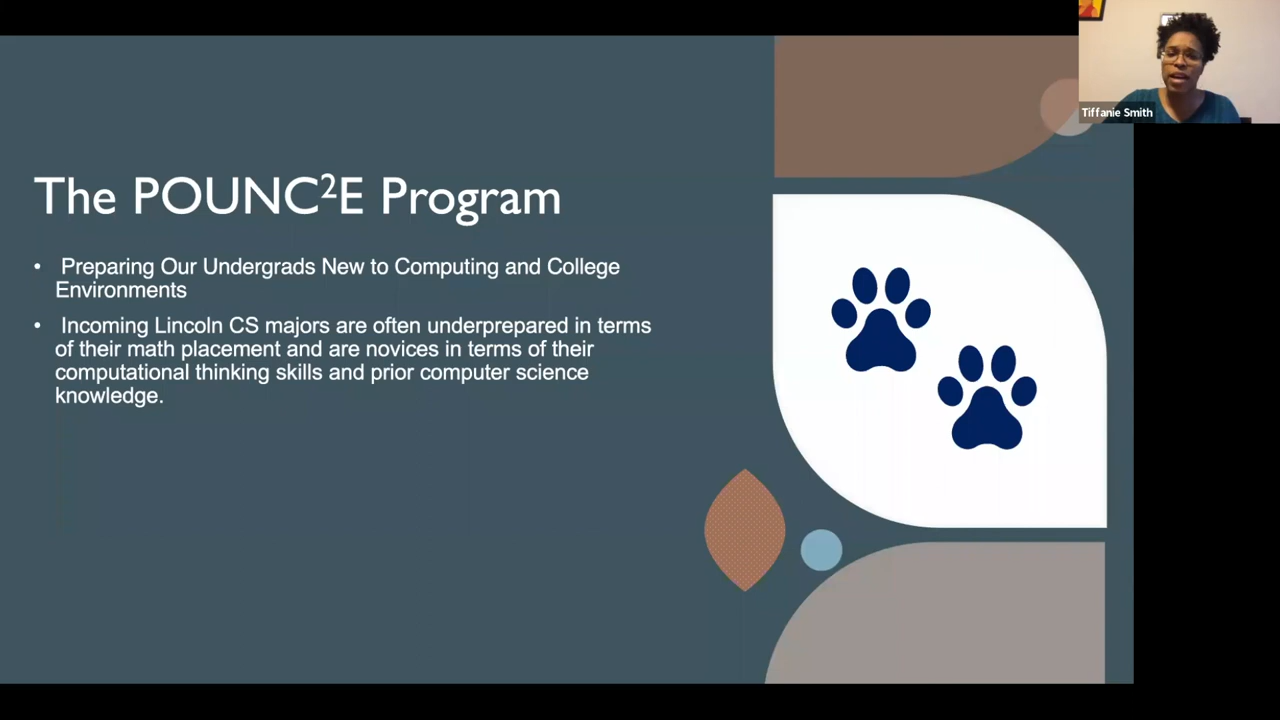 The POUNC²E Program
• Preparing Our Undergrads New to Computing and College
Environments
• Incoming Lincoln CS majors are often underprepared in terms
of their math placement and are novices in terms of their
computational thinking skills and prior computer science
knowledge.
Tiffanie Smith